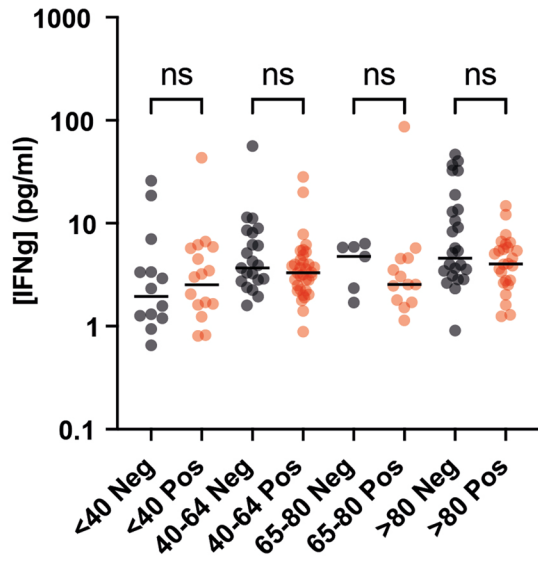 1000
100
10
1
0.1
[IFNg] (pg/ml)
ns ns ns ns
<40 Neg
<40 Pos
40-64 Neg
40-64 Pos
65-80 Neg
65-80 Pos
>80 Neg
>80 Pos